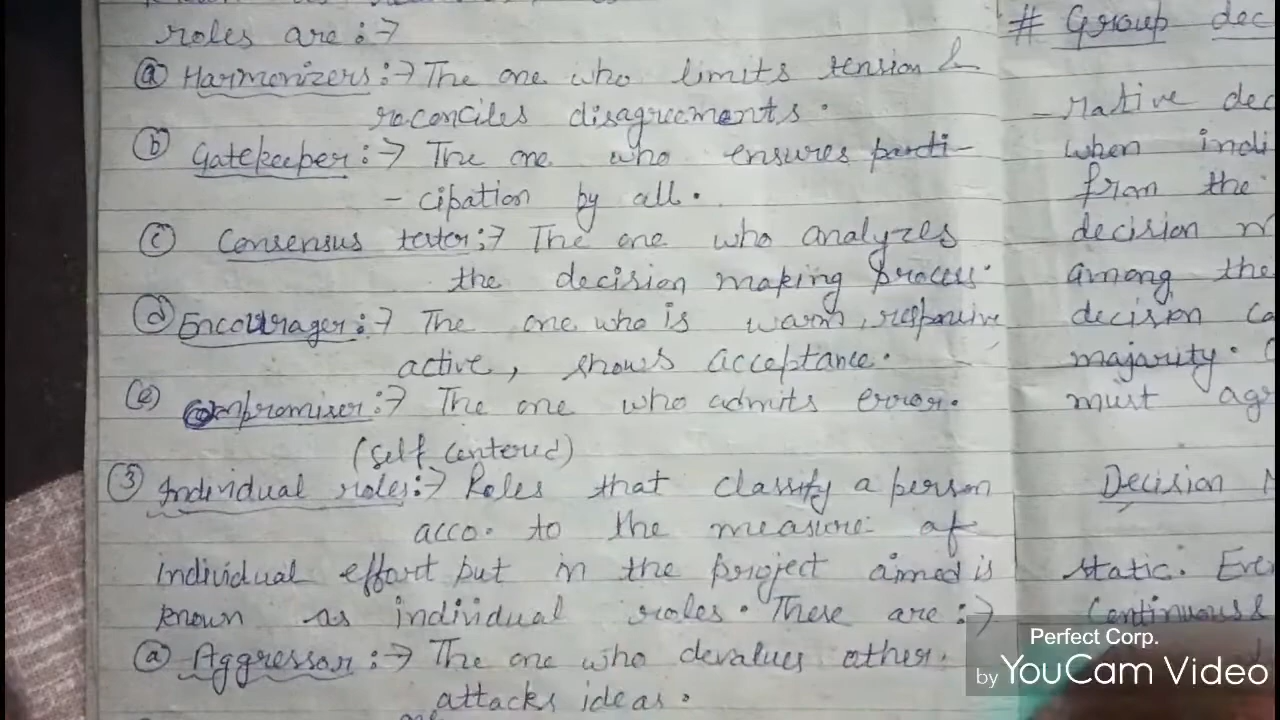 roles are :→
(a) Harmonizers :→ The one who limits tension &
reconciles disagreements.
(b) Gatekeeper :→ The one who ensures parti-
- cipation by all.
(c) Consensus tester :→ The one who analyzes
the decision making process.
(d) Encourager :→ The one who is warm, responsive
active, shows acceptance.
(e) Compromiser :→ The one who admits error.
(self centered)
(3) Individual roles :→ Roles that classify a person
acco. to the measure of
individual effort put in the project aimed is
known as individual roles. These are :→
(a) Aggressor :→ The one who devalues other.
attacks ideas.
# Group dec
- rative dec
when indi
from the
decision m
among the
decision ca
majority.
must agr
Decision M
static. Eve
Continuous &
Perfect Corp.
by YouCam Video